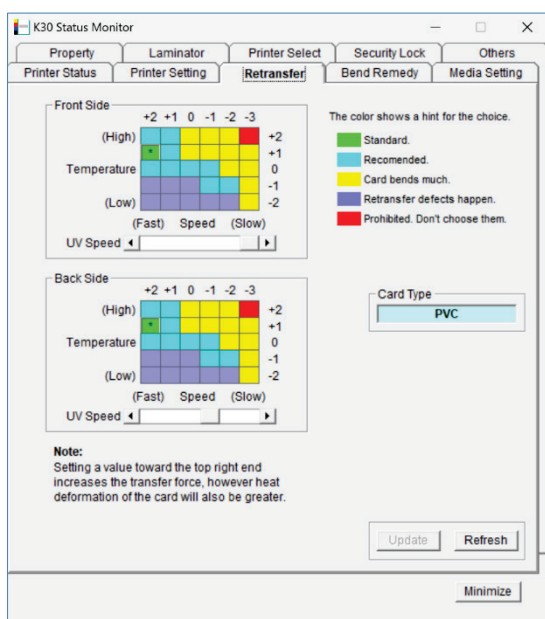 K30 Status Monitor
Property Laminator Printer Select Security Lock Others
Printer Status Printer Setting Retransfer Bend Remedy Media Setting
Front Side
+2 +1 0 -1 -2 -3
(High) +2
* +1
Temperature 0
-1
(Low) -2
(Fast) Speed (Slow)
UV Speed
The color shows a hint for the choice.
Standard.
Recomended.
Card bends much.
Retransfer defects happen.
Prohibited. Don't choose them.
Back Side
+2 +1 0 -1 -2 -3
(High) +2
* +1
Temperature 0
-1
(Low) -2
(Fast) Speed (Slow)
UV Speed
Card Type
PVC
Note:
Setting a value toward the top right end
increases the transfer force, however heat
deformation of the card will also be greater.
Update Refresh
Minimize